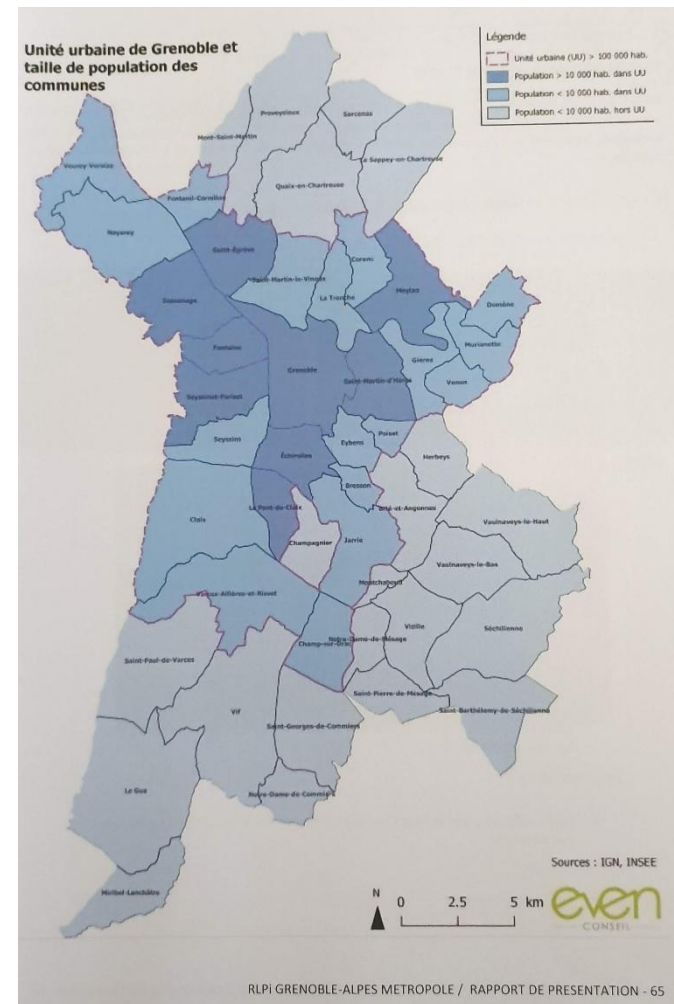 Unité urbaine de Grenoble et
taille de population des
communes
Légende
Unité urbaine (UU) > 100 000 hab.
Population > 10 000 hab. dans UU
Population < 10 000 hab. dans UU
Population < 10 000 hab. hors UU
Proveysieux
Sarcenas
Mont-Saint-Martin
Le Sappey-en-Chartreuse
Veurey-Voroize
Quaix-en-Chartreuse
Fontanil-Cornillon
Noyarey
Saint-Égrève
Corenc
Saint-Martin-le-Vinoux
Meylan
La Tronche
Domène
Sassenage
Murianette
Fontaine
Gières
Grenoble
Saint-Martin-d'Hères
Venon
Seyssinet-Pariset
Poisat
Seyssins
Eybens
Échirolles
Herbeys
Bresson
Le Pont-de-Claix
Brié-et-Angonnes
Claix
Vaulnaveys-le-Haut
Champagnier
Jarrie
Vaulnaveys-le-Bas
Montchaboud
Varces-Allières-et-Risset
Vizille
Séchilienne
Champ-sur-Drac
Notre-Dame-de-Mésage
Saint-Paul-de-Varces
Saint-Pierre-de-Mésage
Saint-Barthélemy-de-Séchilienne
Vif
Saint-Georges-de-Commiers
Le Gua
Notre-Dame-de-Commiers
Miribel-Lanchâtre
Sources : IGN, INSEE
N
0 2.5 5 km
even
CONSEIL
RLPi GRENOBLE-ALPES METROPOLE / RAPPORT DE PRESENTATION - 65